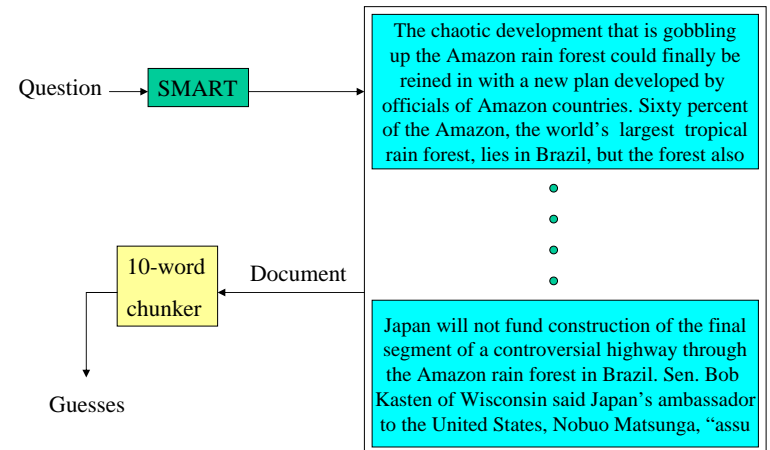 Question
SMART
The chaotic development that is gobbling
up the Amazon rain forest could finally be
reined in with a new plan developed by
officials of Amazon countries. Sixty percent
of the Amazon, the world's largest tropical
rain forest, lies in Brazil, but the forest also
10-word
chunker
Document
Guesses
Japan will not fund construction of the final
segment of a controversial highway through
the Amazon rain forest in Brazil. Sen. Bob
Kasten of Wisconsin said Japan's ambassador
to the United States, Nobuo Matsunga, “assu